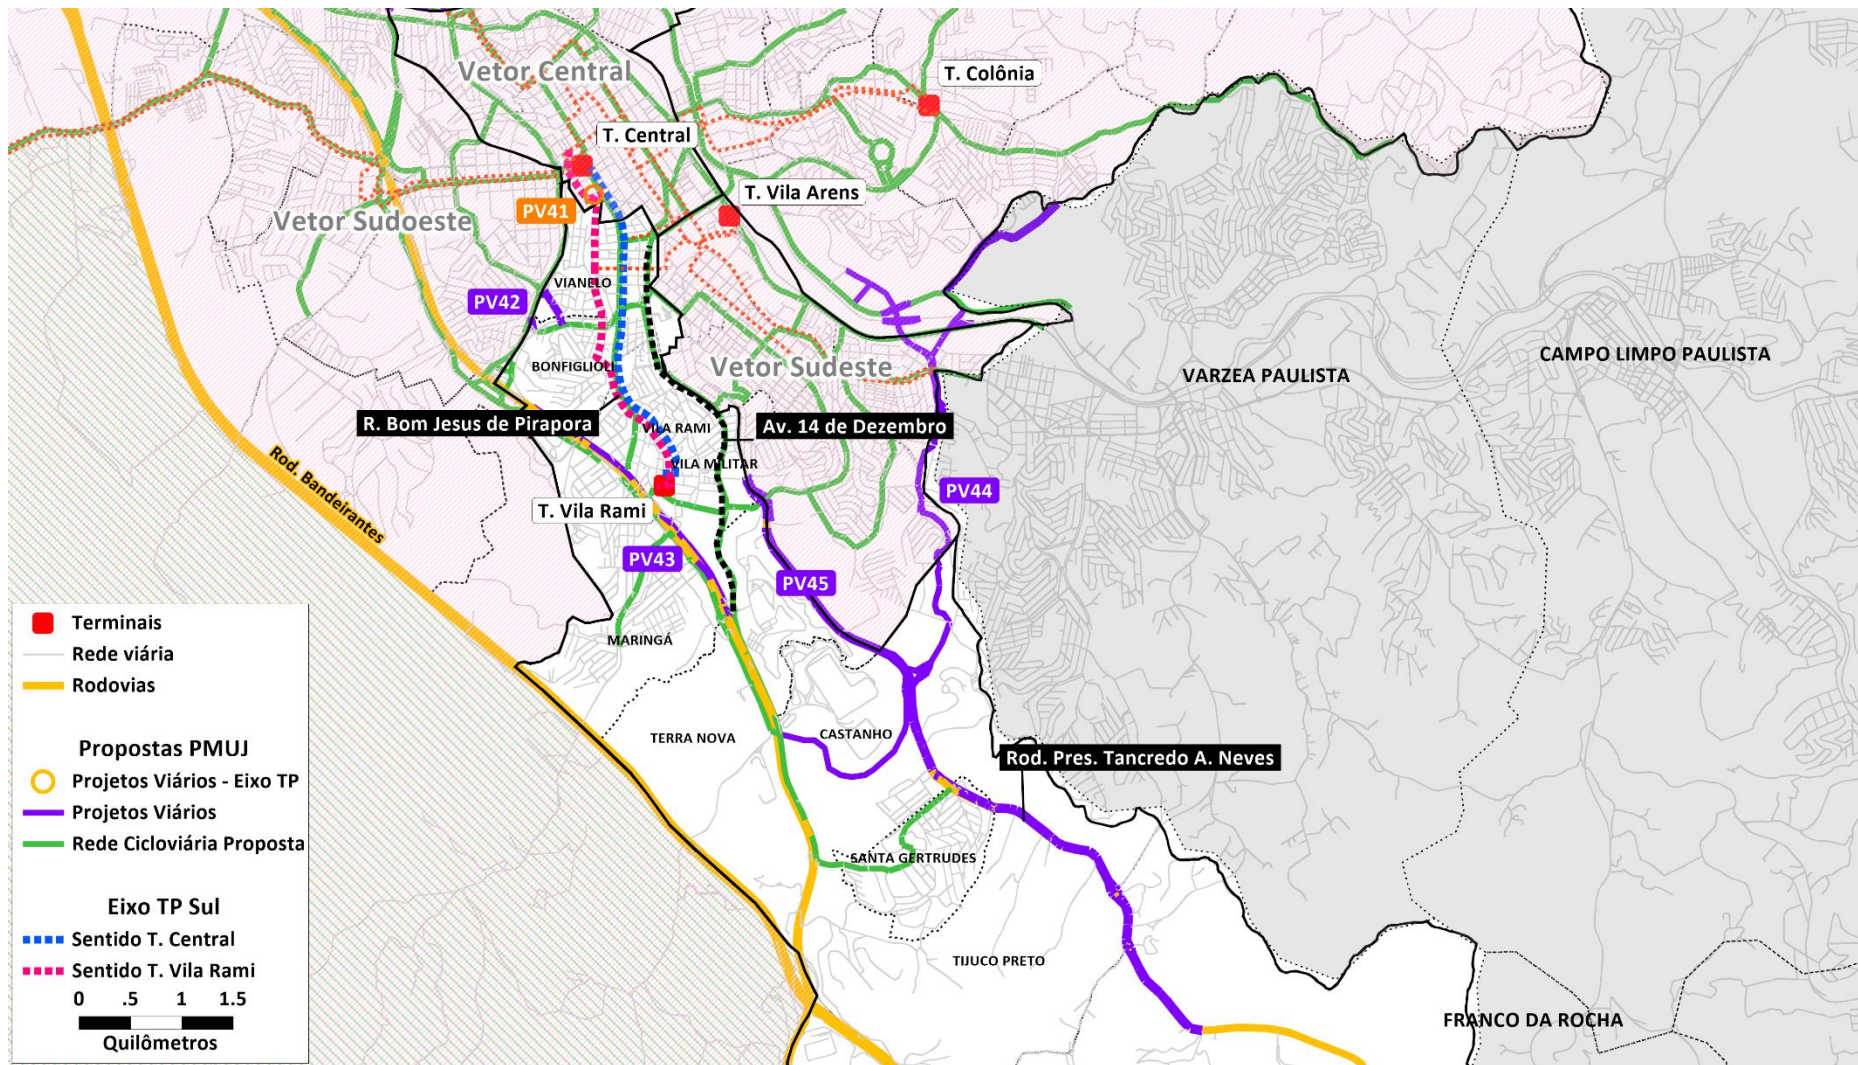 Vetor Central
T. Colônia
T. Central
T. Vila Arens
PV41
Vetor Sudoeste
VIANELO
PV42
BONFIGLIOLI
Vetor Sudeste
VARZEA PAULISTA
CAMPO LIMPO PAULISTA
R. Bom Jesus de Pirapora
VILA RAMI
Av. 14 de Dezembro
VILA MILITAR
Rod. Bandeirantes
PV44
T. Vila Rami
PV43
PV45
MARINGÁ
TERRA NOVA
CASTANHO
Rod. Pres. Tancredo A. Neves
SANTA GERTRUDES
TIJUCO PRETO
FRANCO DA ROCHA
Terminais
Rede viária
Rodovias
Propostas PMUJ
Projetos Viários - Eixo TP
Projetos Viários
Rede Cicloviária Proposta
Eixo TP Sul
Sentido T. Central
Sentido T. Vila Rami
0 .5 1 1.5
Quilômetros